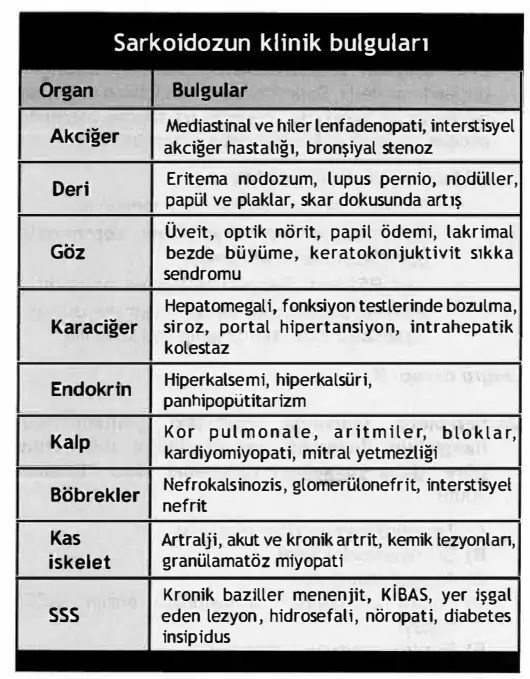 Sarkoidozun klinik bulguları
Organ Bulgular
Akciğer Mediastinal ve hiler lenfadenopati, interstisyel
akciğer hastalığı, bronşiyal stenoz
Deri Eritema nodozum, lupus pernio, nodüller,
papül ve plaklar, skar dokusunda artış
Göz Üveit, optik nörit, papil ödemi, lakrimal
bezde büyüme, keratokonjuktivit sıkka
sendromu
Karaciğer Hepatomegali, fonksiyon testlerinde bozulma,
siroz, portal hipertansiyon, intrahepatik
kolestaz
Endokrin Hiperkalsemi, hiperkalsüri,
panhipopütitarizm
Kalp Kor pulmonale, aritmiler, bloklar,
kardiyomiyopati, mitral yetmezliği
Böbrekler Nefrokalsinozis, glomerülonefrit, interstisyel
nefrit
Kas iskelet Artralji, akut ve kronik artrit, kemik lezyonları,
granülamatöz miyopati
SSS Kronik baziller menenjit, KİBAS, yer işgal
eden lezyon, hidrosefali, nöropati, diabetes
insipidus